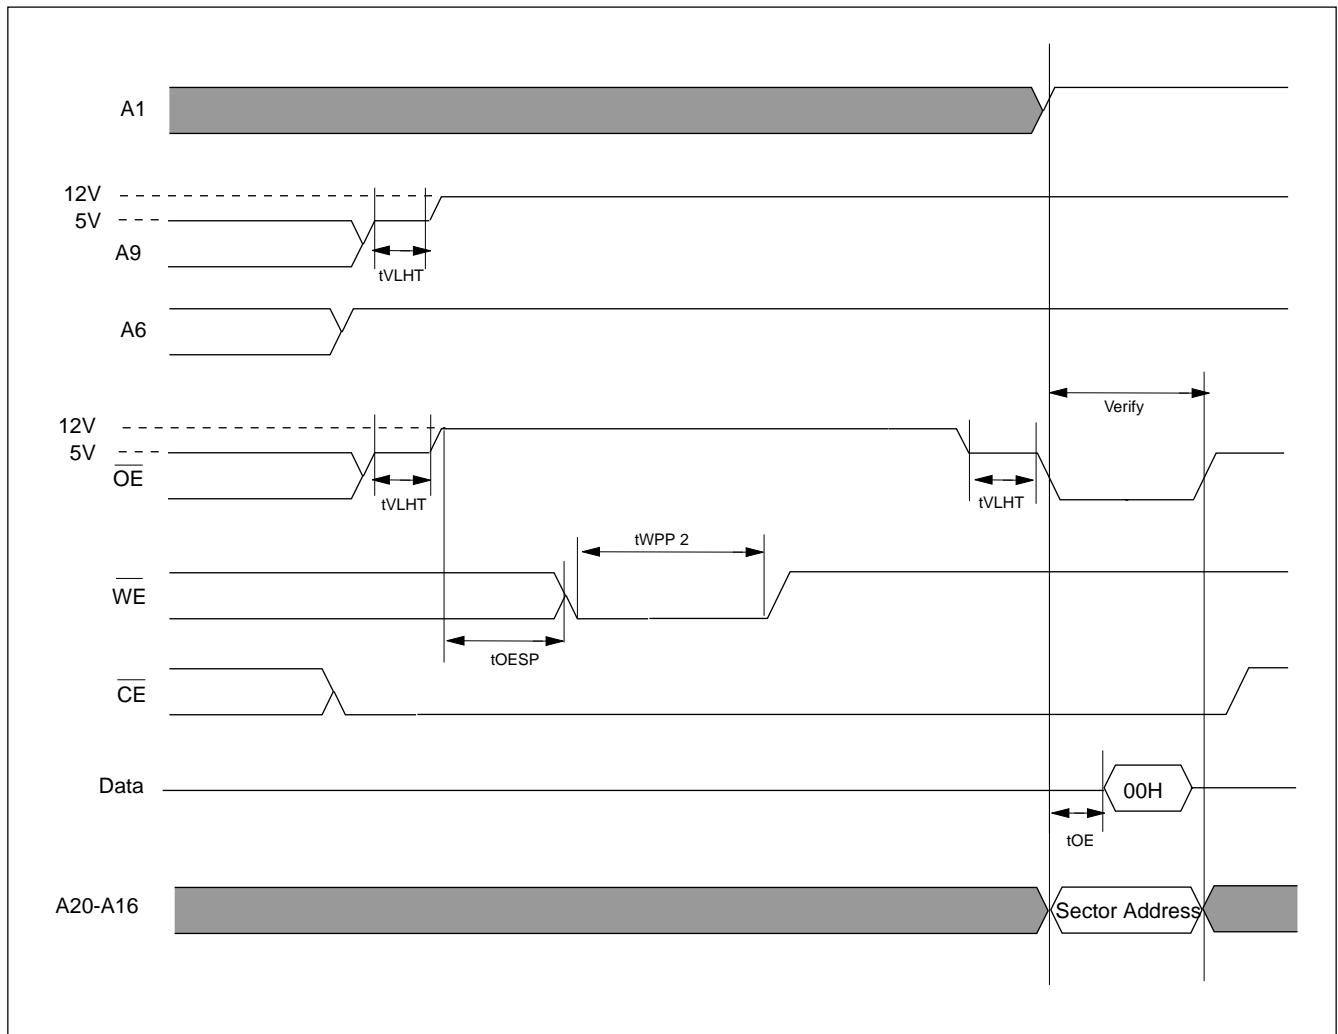 A1
12V
5V
A9
tVLHT
A6
Verify
12V
5V
OE
tVLHT
tVLHT
tWPP 2
WE
tOESP
CE
Data
00H
tOE
A20-A16
Sector Address